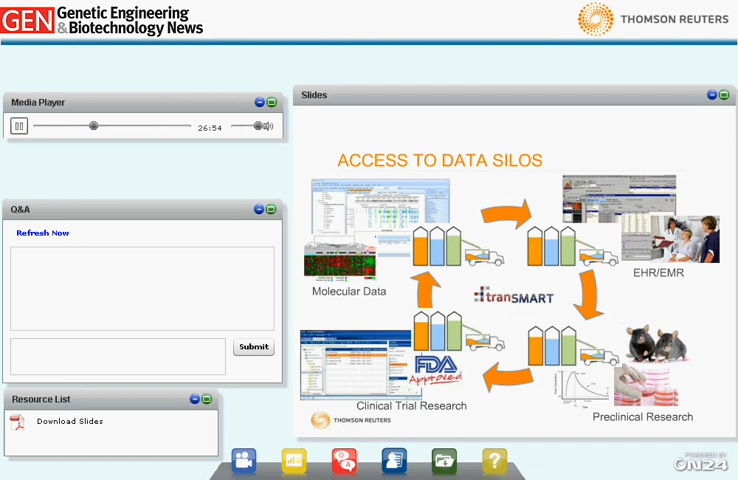 GEN Genetic Engineering
&Biotechnology News
THOMSON REUTERS
Media Player
26:54
Q&A
Refresh Now
Submit
Resource List
Download Slides
Slides
ACCESS TO DATA SILOS
Molecular Data
EHR/EMR
tranSMART
FDA
Approved
Clinical Trial Research
Preclinical Research
THOMSON REUTERS
Q
A
?
POWERED BY
ON24